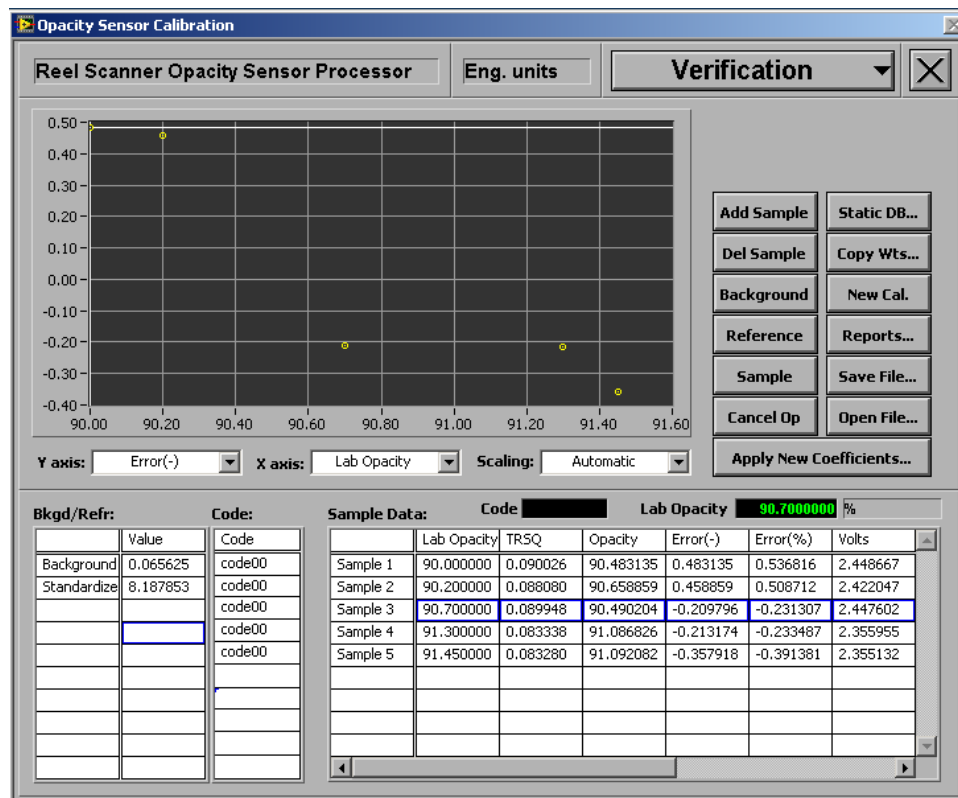 Opacity Sensor Calibration
Reel Scanner Opacity Sensor Processor Eng. units Verification
0.50
0.40
0.30
0.20
0.10
0.00
-0.10
-0.20
-0.30
-0.40
90.00 90.20 90.40 90.60 90.80 91.00 91.20 91.40 91.60
Y axis: Error(-) X axis: Lab Opacity Scaling: Automatic
Add Sample Static DB...
Del Sample Copy Wts...
Background New Cal.
Reference Reports...
Sample Save File...
Cancel Op Open File...
Apply New Coefficients...
Bkgd/Refr: Code: Sample Data: Code Lab Opacity 90.7000000 %
Value Code Lab Opacity TRSQ Opacity Error(-) Error(%) Volts
Background 0.065625 code00 Sample 1 90.000000 0.090026 90.483135 0.483135 0.536816 2.448667
Standardize 8.187853 code00 Sample 2 90.200000 0.088080 90.658859 0.458859 0.508712 2.422047
code00 Sample 3 90.700000 0.089948 90.490204 -0.209796 -0.231307 2.447602
code00 Sample 4 91.300000 0.083338 91.086826 -0.213174 -0.233487 2.355955
code00 Sample 5 91.450000 0.083280 91.092082 -0.357918 -0.391381 2.355132